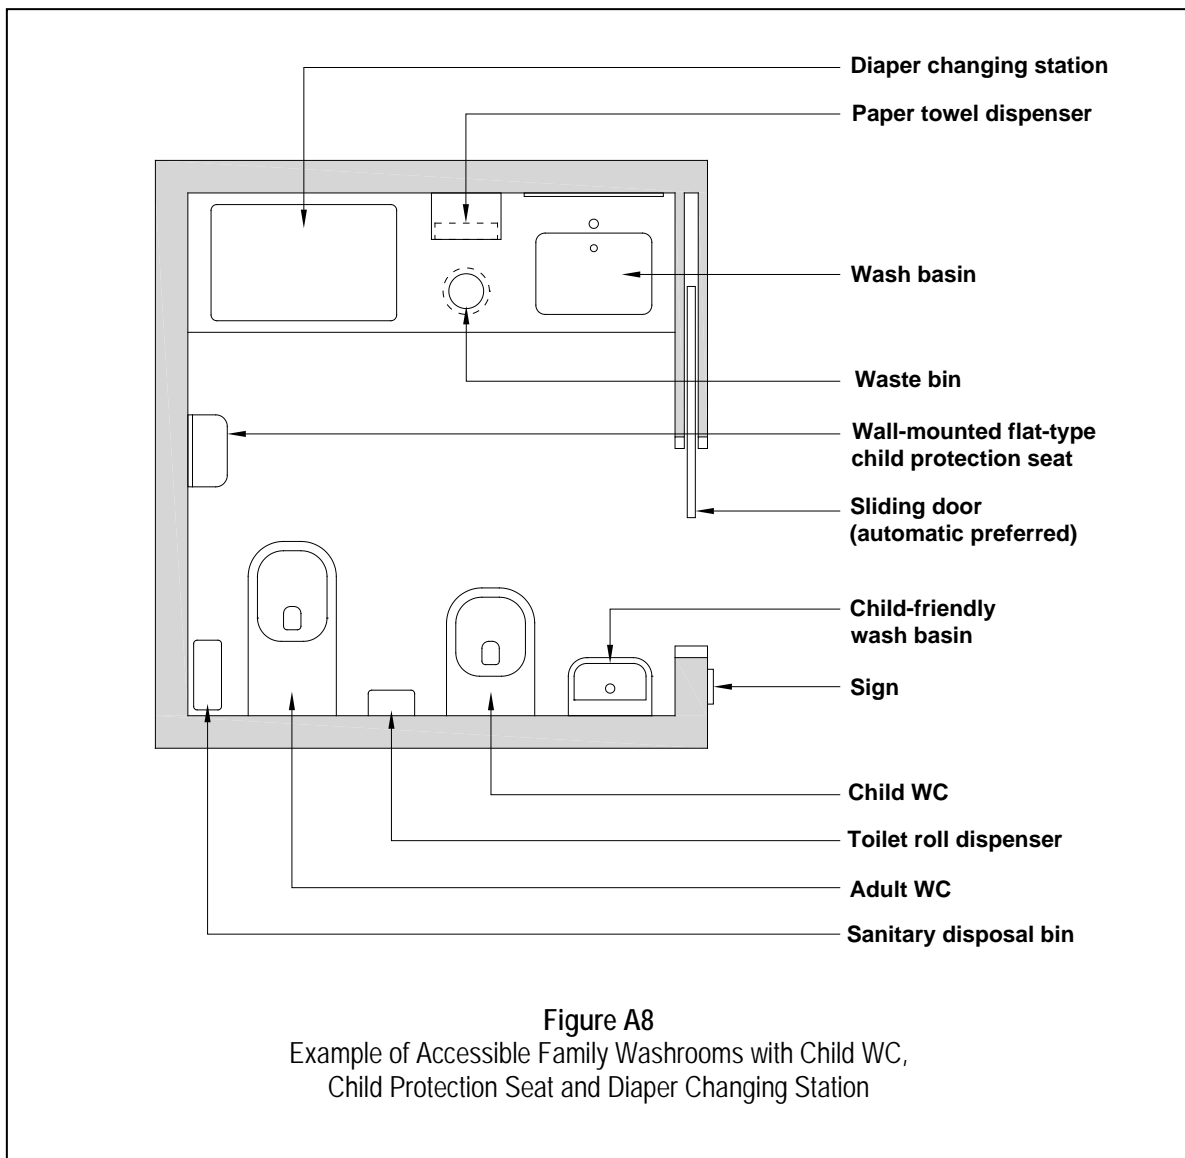 Diaper changing station
Paper towel dispenser
Wash basin
Waste bin
Wall-mounted flat-type
child protection seat
Sliding door
(automatic preferred)
Child-friendly
wash basin
Sign
Child WC
Toilet roll dispenser
Adult WC
Sanitary disposal bin
Figure A8
Example of Accessible Family Washrooms with Child WC,
Child Protection Seat and Diaper Changing Station